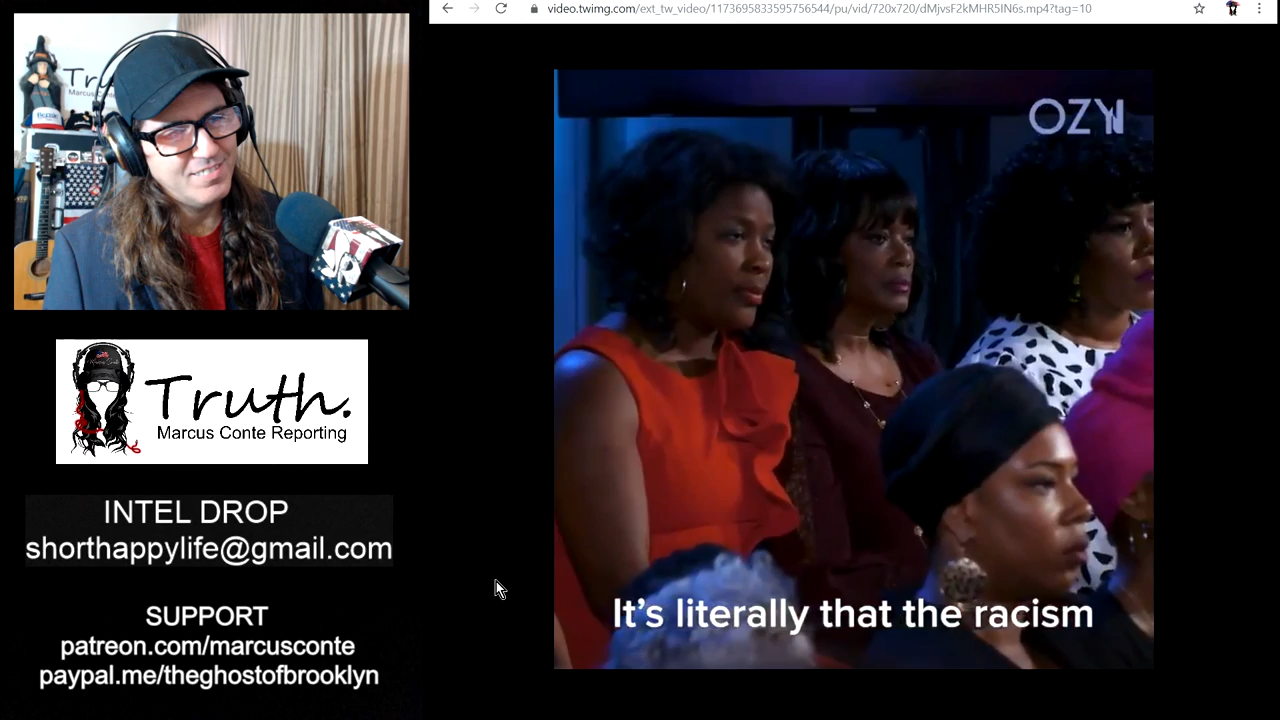 video.twimg.com/ext_tw_video/1173695833595756544/pu/vid/720x720/dMjvsF2kMHR5IN6s.mp4?tag=10
OZY
Truth.
Marcus Conte Reporting
INTEL DROP
shorthappylife@gmail.com
SUPPORT
patreon.com/marcusconte
paypal.me/theghostofbrooklyn
It's literally that the racism